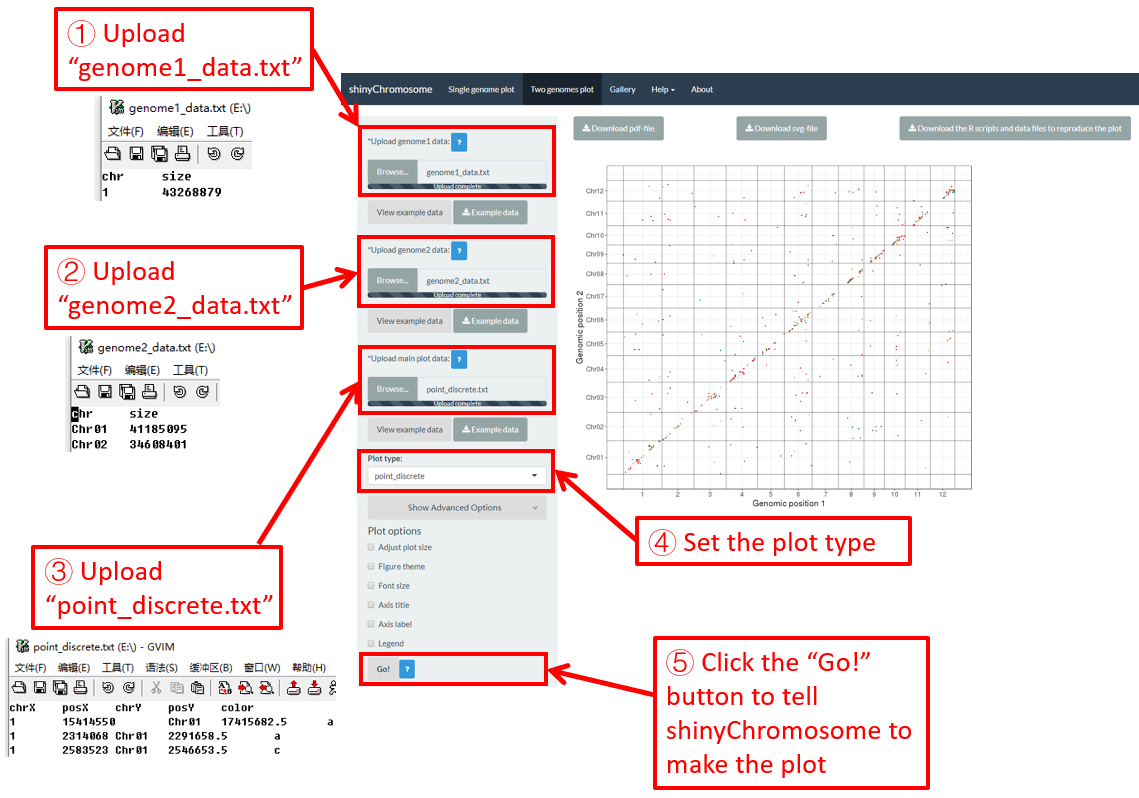 ① Upload
“genome1_data.txt”
genome1_data.txt (E:\)
文件(F) 编辑(E) 工具(T)
chr size
1 43268879
② Upload
“genome2_data.txt”
genome2_data.txt (E:\)
文件(F) 编辑(E) 工具(T)
chr size
Chr01 41185095
Chr02 34608401
③ Upload
“point_discrete.txt”
point_discrete.txt (E:\) - GVIM
文件(F) 编辑(E) 工具(T) 语法(S) 缓冲区(B) 窗口(W) 帮助(H)
chrX posX chrY posY color
1 15414550 Chr01 17415682.5 a
1 2314068 Chr01 2291658.5 a
1 2583523 Chr01 2546653.5 c
shinyChromosome Single genome plot Two genomes plot Gallery Help About
*Upload genome1 data: ?
Browse... genome1_data.txt
Upload complete
View example data Example data
*Upload genome2 data: ?
Browse... genome2_data.txt
Upload complete
View example data Example data
*Upload main plot data: ?
Browse... point_discrete.txt
Upload complete
View example data Example data
Plot type:
point_discrete
Show Advanced Options
Plot options
Adjust plot size
Figure theme
Font size
Axis title
Axis label
Legend
Go! ?
Download pdf-file Download svg-file Download the R scripts and data files to reproduce the plot
Genomic position 2
Chr12
Chr11
Chr10
Chr09
Chr08
Chr07
Chr06
Chr05
Chr04
Chr03
Chr02
Chr01
1 2 3 4 5 6 7 8 9 10 11 12
Genomic position 1
④ Set the plot type
⑤ Click the “Go!”
button to tell
shinyChromosome to
make the plot